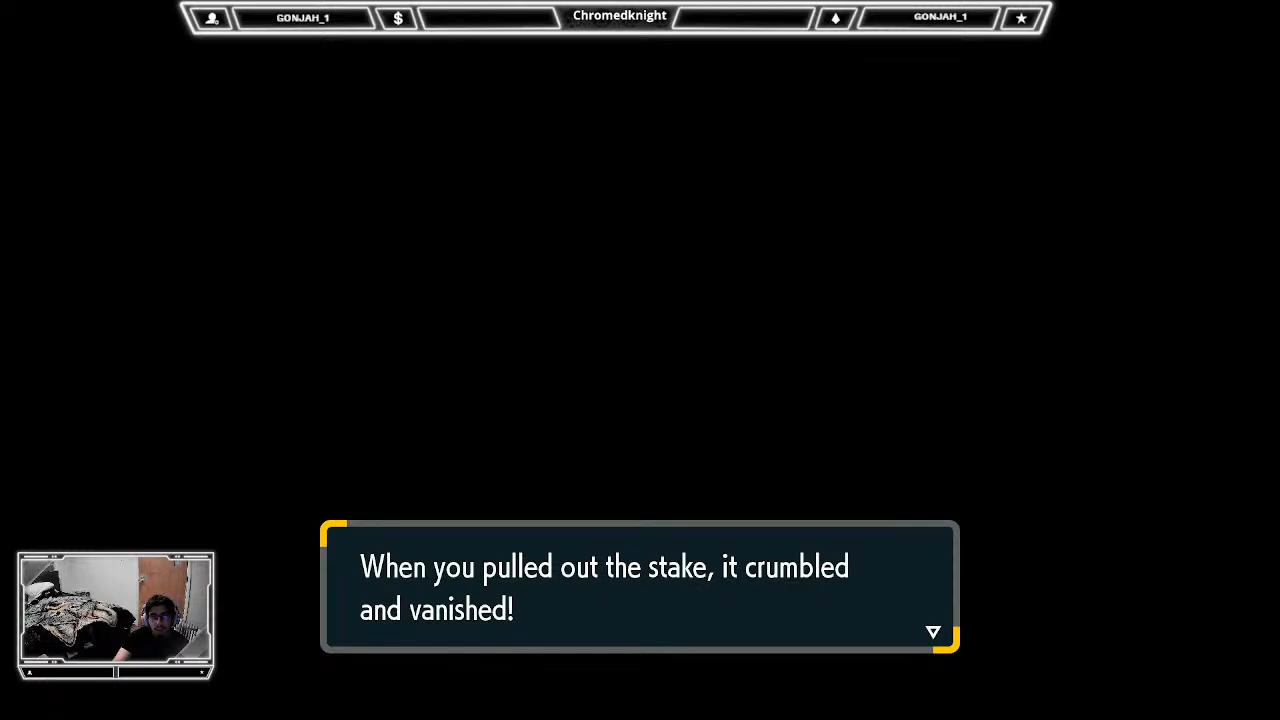 GONJAH_1
$
Chromedknight
GONJAH_1
When you pulled out the stake, it crumbled
and vanished!